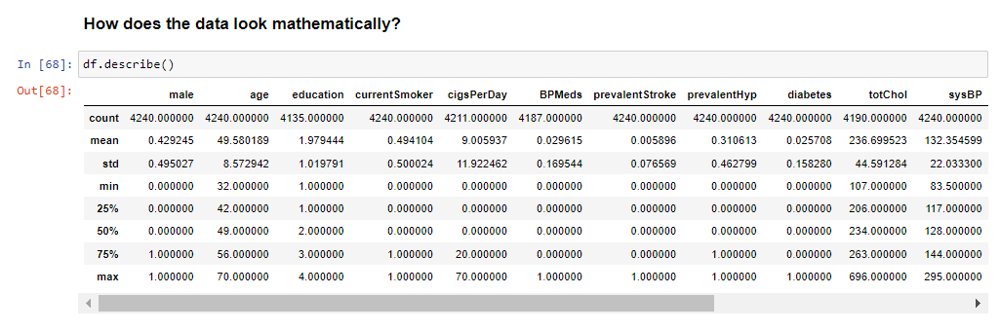 How does the data look mathematically?
In [68]: df.describe()
Out[68]:
male age education currentSmoker cigsPerDay BPMeds prevalentStroke prevalentHyp diabetes totChol sysBP
count 4240.000000 4240.000000 4135.000000 4240.000000 4211.000000 4187.000000 4240.000000 4240.000000 4240.000000 4190.000000 4240.000000
mean 0.429245 49.580189 1.979444 0.494104 9.005937 0.029615 0.005896 0.310613 0.025708 236.699523 132.354599
std 0.495027 8.572942 1.019791 0.500024 11.922462 0.169544 0.076569 0.462799 0.158280 44.591284 22.033300
min 0.000000 32.000000 1.000000 0.000000 0.000000 0.000000 0.000000 0.000000 0.000000 107.000000 83.500000
25% 0.000000 42.000000 1.000000 0.000000 0.000000 0.000000 0.000000 0.000000 0.000000 206.000000 117.000000
50% 0.000000 49.000000 2.000000 0.000000 0.000000 0.000000 0.000000 0.000000 0.000000 234.000000 128.000000
75% 1.000000 56.000000 3.000000 1.000000 20.000000 0.000000 0.000000 1.000000 0.000000 263.000000 144.000000
max 1.000000 70.000000 4.000000 1.000000 70.000000 1.000000 1.000000 1.000000 1.000000 696.000000 295.000000